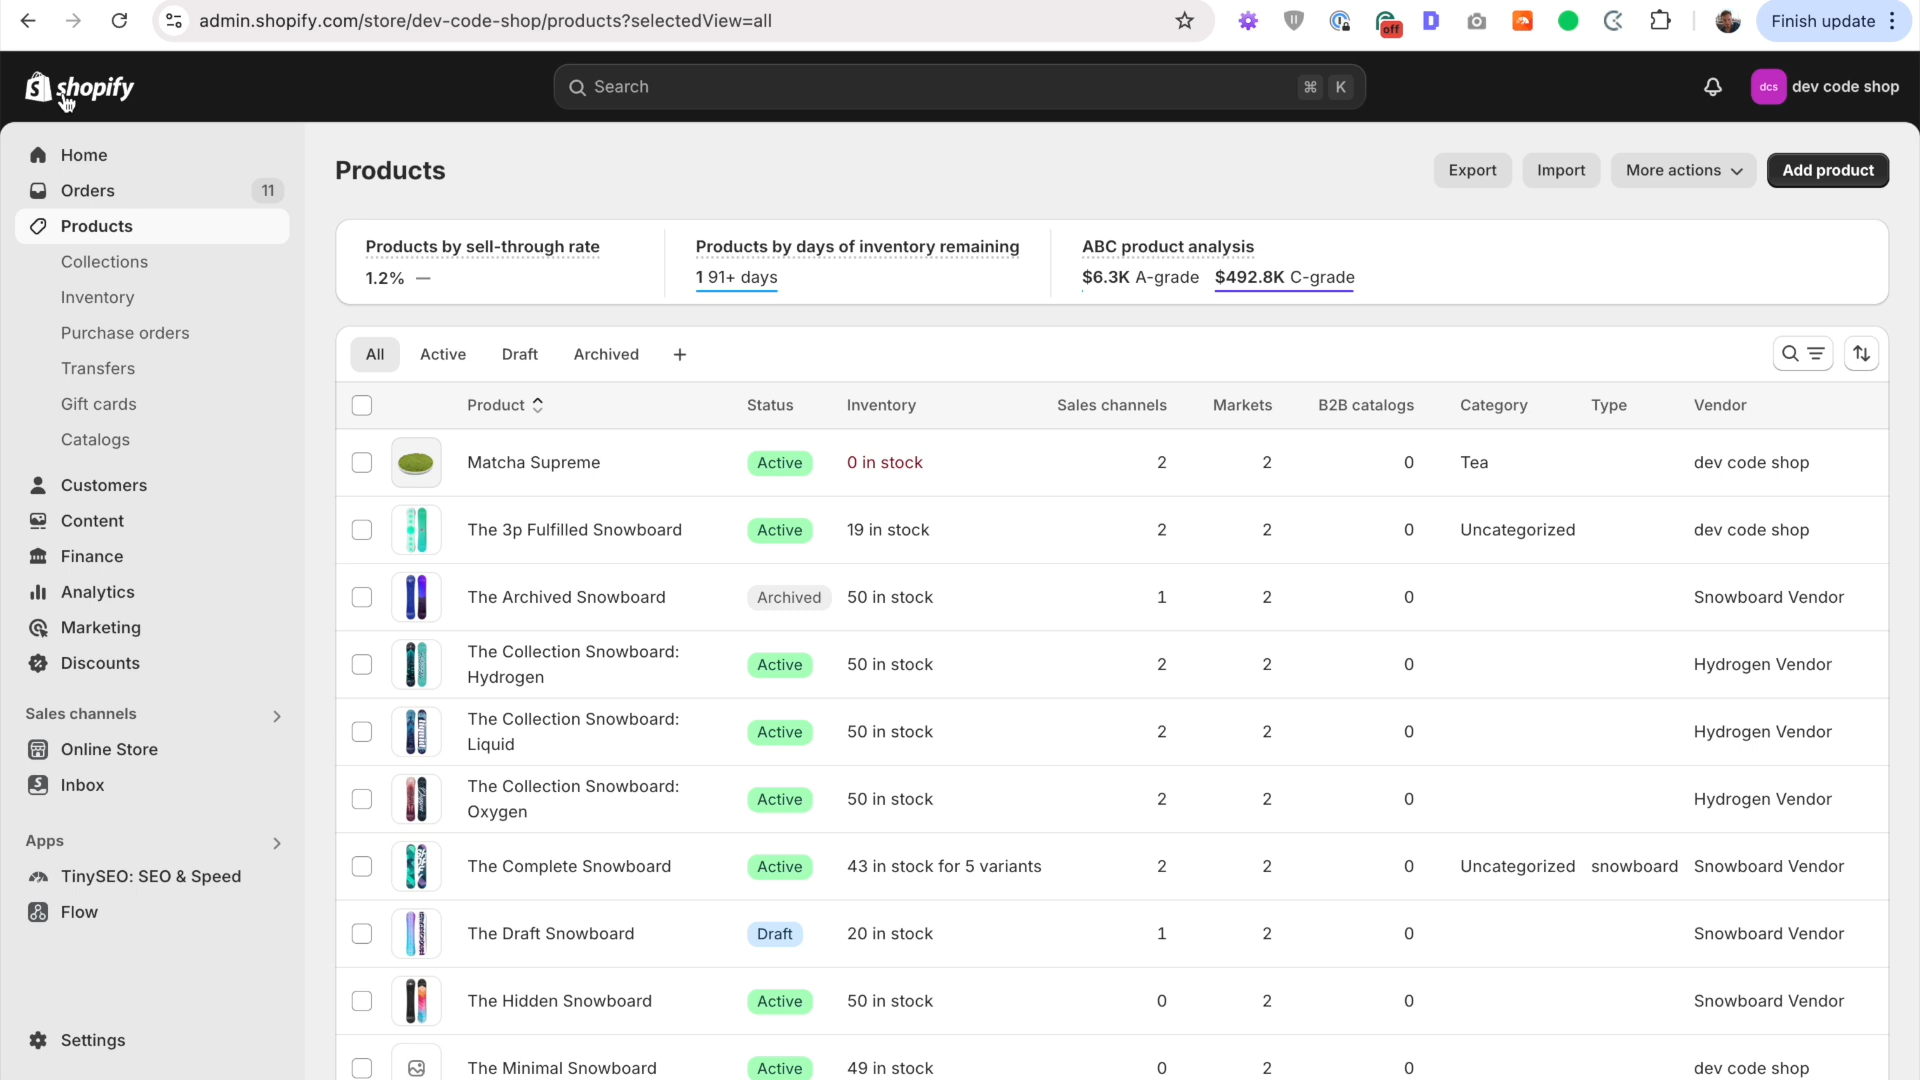 admin.shopify.com/store/dev-code-shop/products?selectedView=all
off
Finish update
shopify
Search
⌘ K
dcs
dev code shop
Home
Orders 11
Products
Collections
Inventory
Purchase orders
Transfers
Gift cards
Catalogs
Customers
Content
Finance
Analytics
Marketing
Discounts
Sales channels
Online Store
Inbox
Apps
TinySEO: SEO & Speed
Flow
Settings
Products
Export Import More actions Add product
Products by sell-through rate
1.2% —
Products by days of inventory remaining
1 91+ days
ABC product analysis
$6.3K A-grade $492.8K C-grade
All Active Draft Archived +
Product Status Inventory Sales channels Markets B2B catalogs Category Type Vendor
Matcha Supreme Active 0 in stock 2 2 0 Tea dev code shop
The 3p Fulfilled Snowboard Active 19 in stock 2 2 0 Uncategorized dev code shop
The Archived Snowboard Archived 50 in stock 1 2 0 Snowboard Vendor
The Collection Snowboard:
Hydrogen Active 50 in stock 2 2 0 Hydrogen Vendor
The Collection Snowboard:
Liquid Active 50 in stock 2 2 0 Hydrogen Vendor
The Collection Snowboard:
Oxygen Active 50 in stock 2 2 0 Hydrogen Vendor
The Complete Snowboard Active 43 in stock for 5 variants 2 2 0 Uncategorized snowboard Snowboard Vendor
The Draft Snowboard Draft 20 in stock 1 2 0 Snowboard Vendor
The Hidden Snowboard Active 50 in stock 0 2 0 Snowboard Vendor
The Minimal Snowboard Active 49 in stock 0 2 0 dev code shop